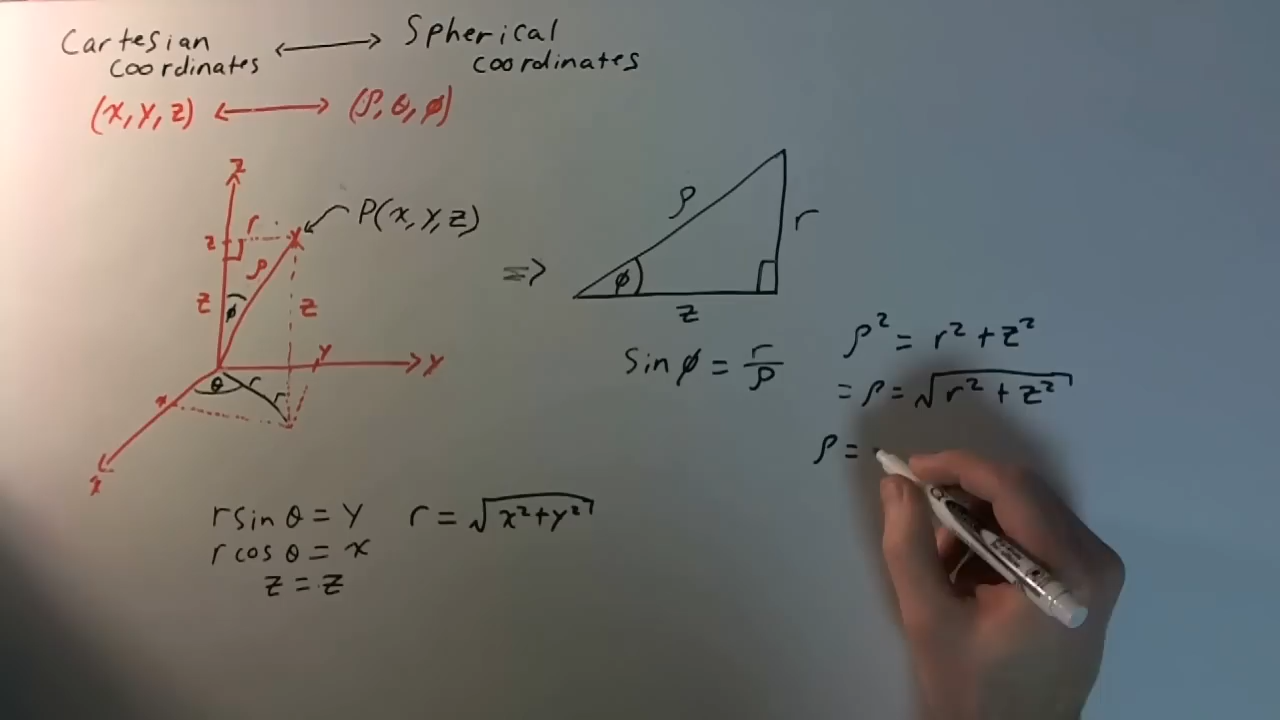 Cartesian coordinates ⟷ Spherical coordinates
(x, y, z) ⟷ (ρ, θ, ϕ)
z
r
P(x, y, z)
z
ρ
z
ϕ
z
y
y
θ
r
x
x
⇒
ρ
r
ϕ
z
sin ϕ = r/ρ
ρ² = r² + z²
= ρ = √(r² + z²)
ρ =
r sin θ = y
r cos θ = x
z = z
r = √(x² + y²)